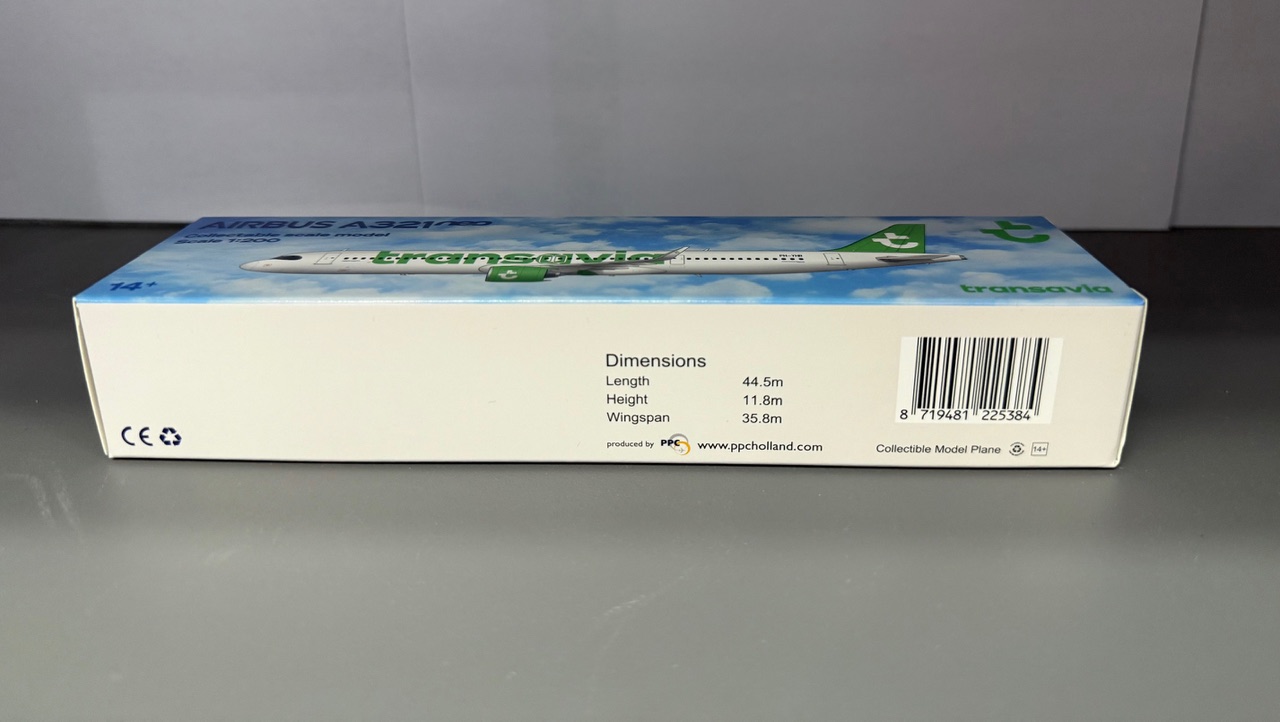 AIRBUS A321neo
Collectable scale model
Scale 1:200
14+
transavia
transavia
Dimensions
Length 44.5m
Height 11.8m
Wingspan 35.8m
produced by PPC www.ppcholland.com
8 719481 225384
Collectible Model Plane 14+
CE